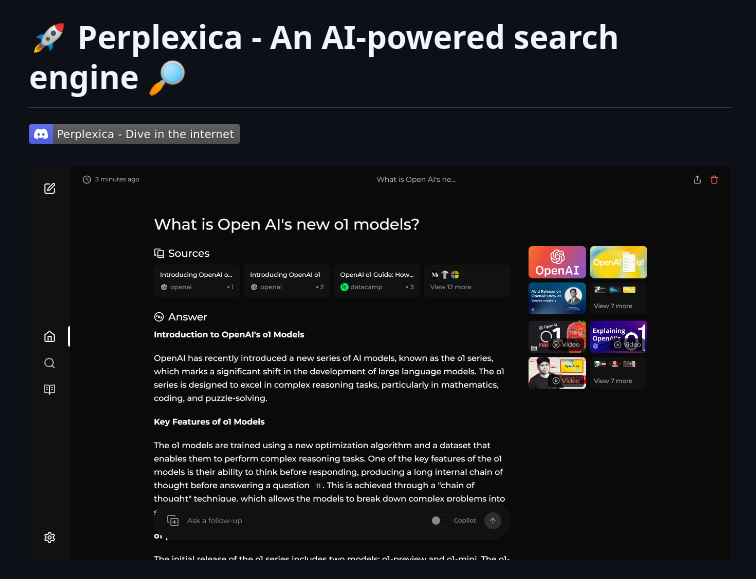 🚀 Perplexica - An AI-powered search
engine 🔎
Perplexica - Dive in the internet
3 minutes ago
What is Open AI's ne...
What is Open AI's new o1 models?
Sources
Introducing OpenAI o...
openai • 1
Introducing OpenAI o1
openai • 2
OpenAI o1 Guide: How...
datacamp • 3
View 12 more
OpenAI
OpenAI
View 7 more
Answer
Introduction to OpenAI's o1 Models
OpenAI has recently introduced a new series of AI models, known as the o1 series,
which marks a significant shift in the development of large language models. The o1
series is designed to excel in complex reasoning tasks, particularly in mathematics,
coding, and puzzle-solving.
Explaining
Video
Video
Video
View 7 more
Key Features of o1 Models
The o1 models are trained using a new optimization algorithm and a dataset that
enables them to perform complex reasoning tasks. One of the key features of the o1
models is their ability to think before responding, producing a long internal chain of
thought before answering a question 11 . This is achieved through a "chain of
thought" technique, which allows the models to break down complex problems into
Ask a follow-up
Copilot
The initial release of the o1 series includes two models: o1-preview and o1-mini. The o1-